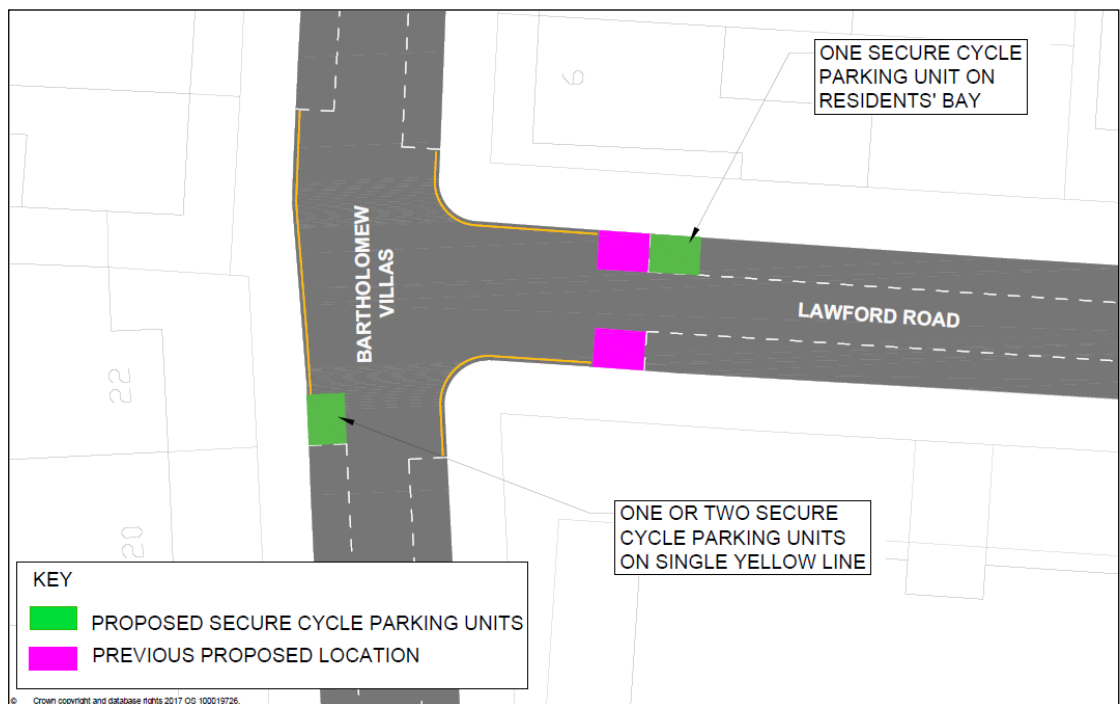 ONE SECURE CYCLE
PARKING UNIT ON
RESIDENTS' BAY
6
BARTHOLOMEW
VILLAS
LAWFORD ROAD
22
ONE OR TWO SECURE
CYCLE PARKING UNITS
ON SINGLE YELLOW LINE
20
KEY
PROPOSED SECURE CYCLE PARKING UNITS
PREVIOUS PROPOSED LOCATION
© Crown copyright and database rights 2017 OS 100019726.